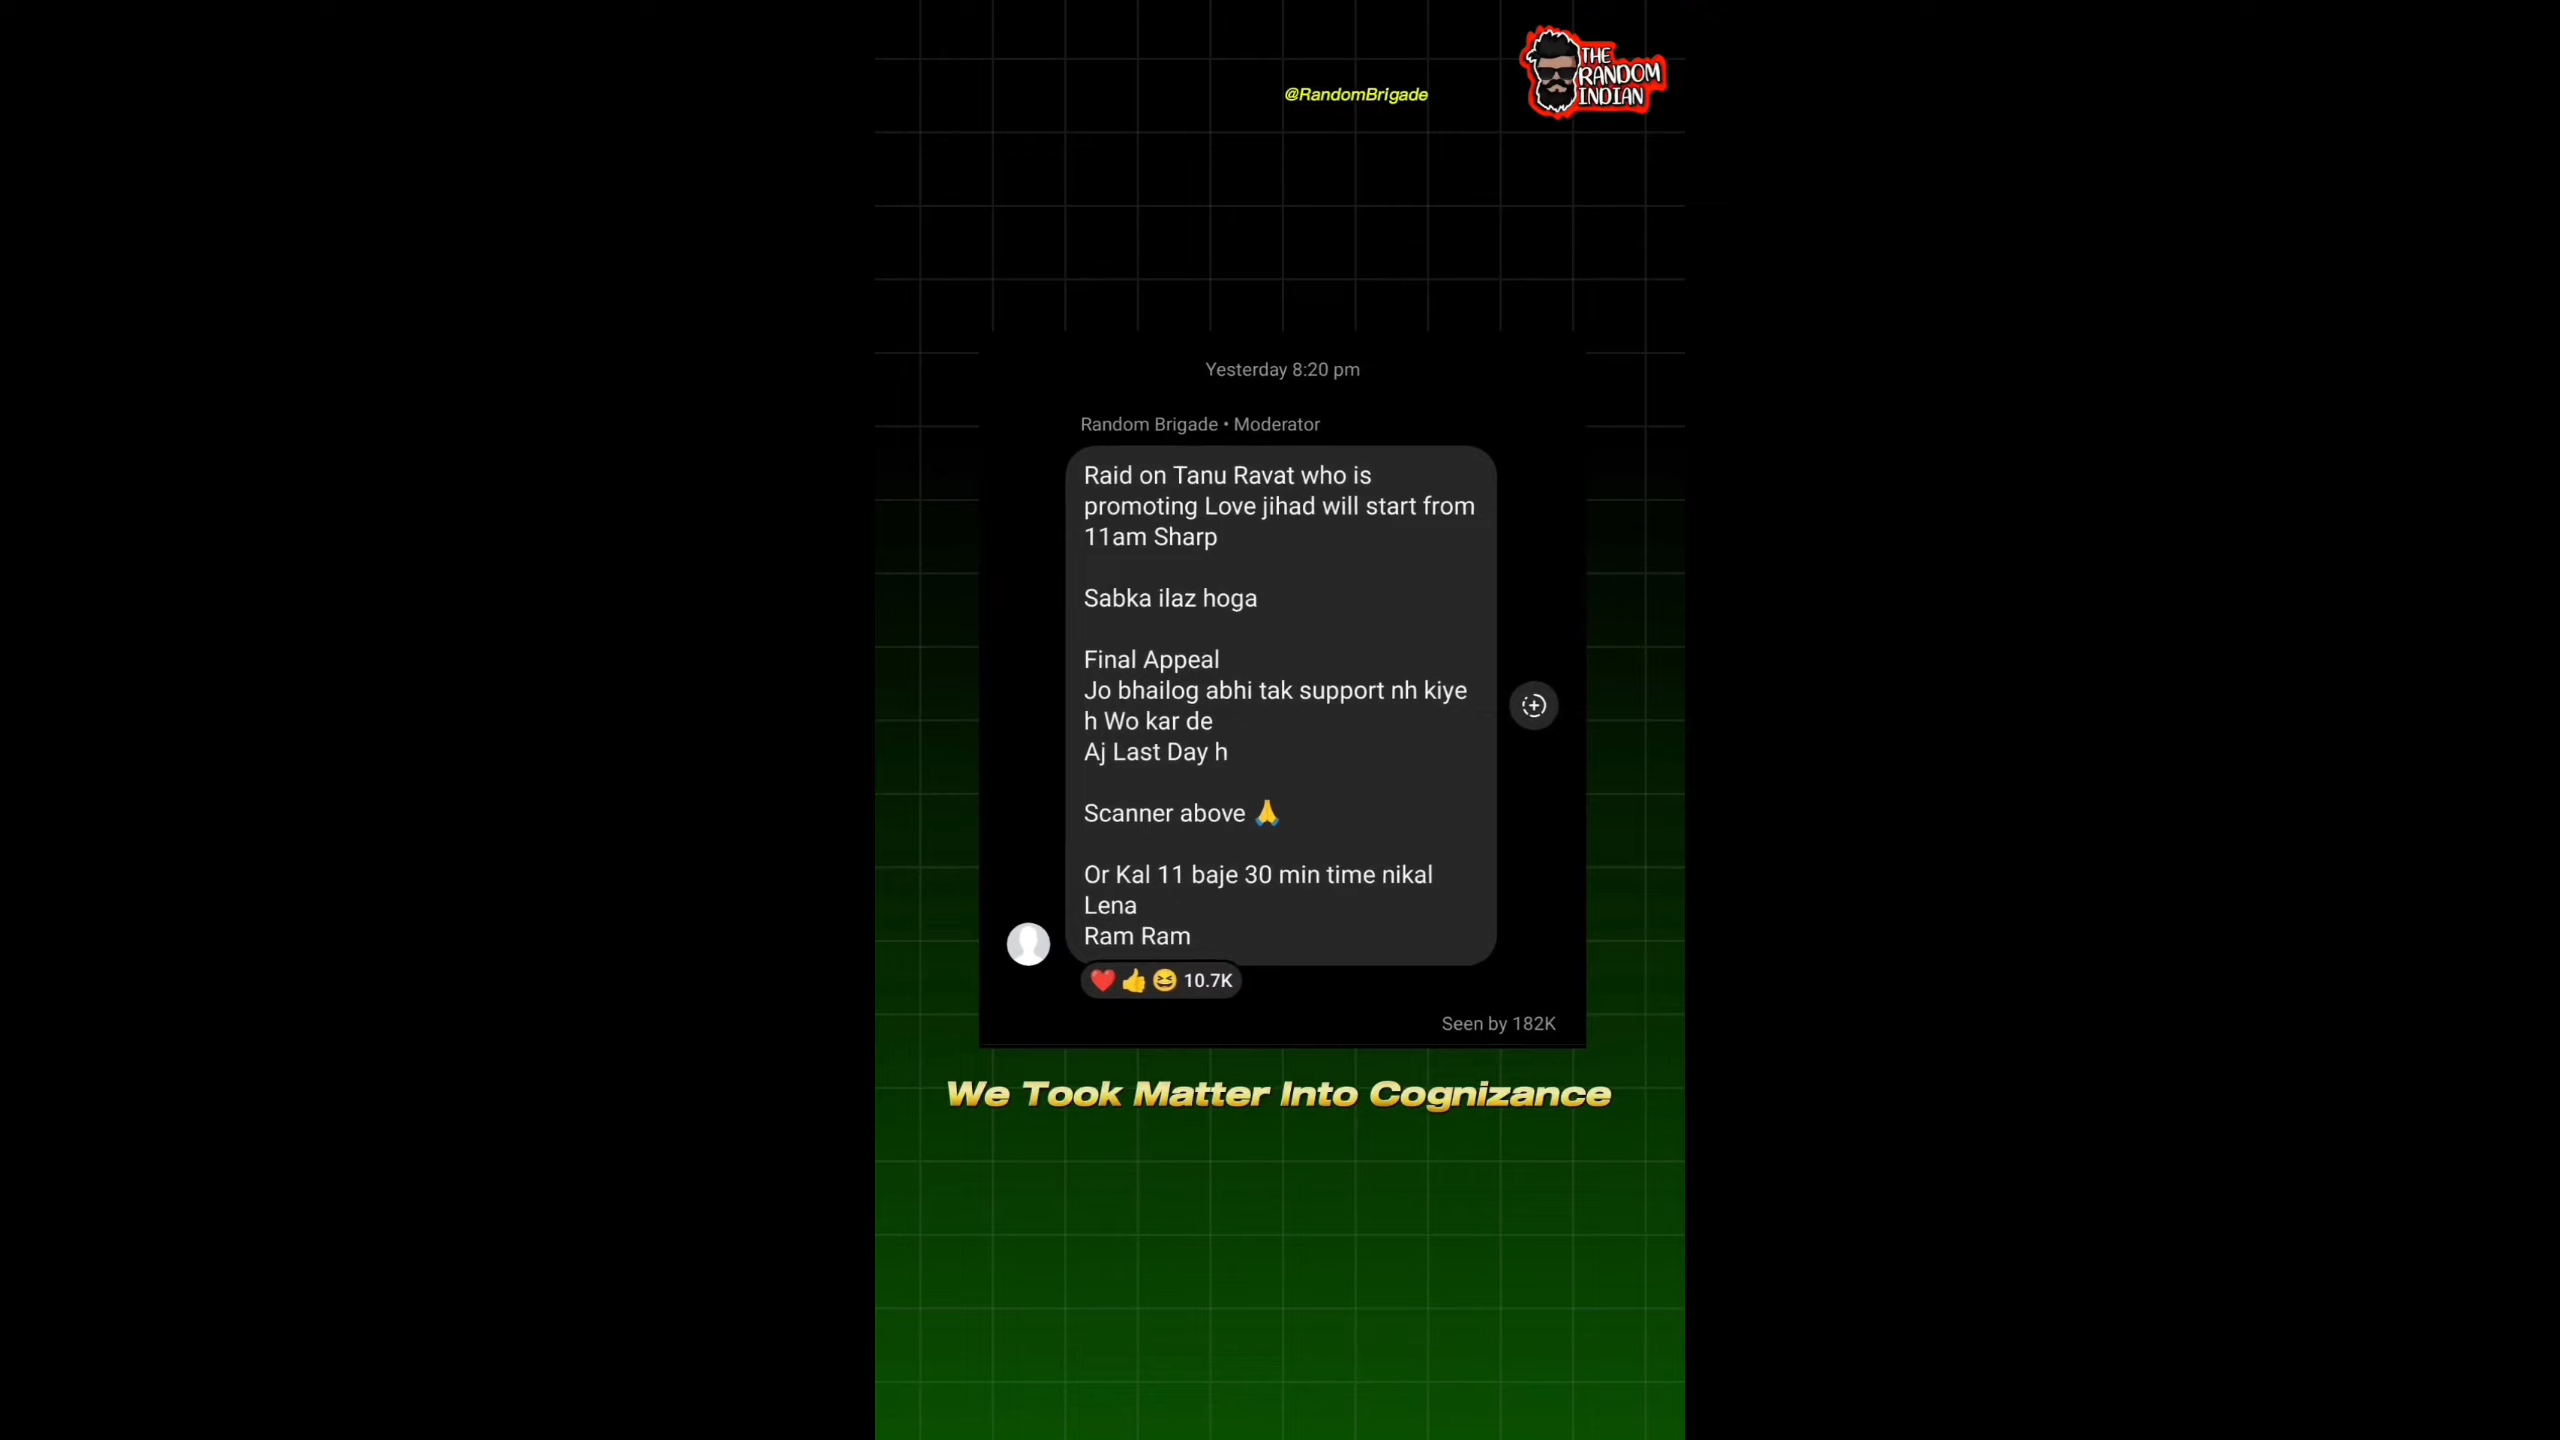 @RandomBrigade
THE
RANDOM
INDIAN
Yesterday 8:20 pm
Random Brigade • Moderator
Raid on Tanu Ravat who is
promoting Love jihad will start from
11am Sharp
Sabka ilaz hoga
Final Appeal
Jo bhailog abhi tak support nh kiye
h Wo kar de
Aj Last Day h
Scanner above 🙏
Or Kal 11 baje 30 min time nikal
Lena
Ram Ram
❤️👍😆 10.7K
Seen by 182K
We Took Matter Into Cognizance